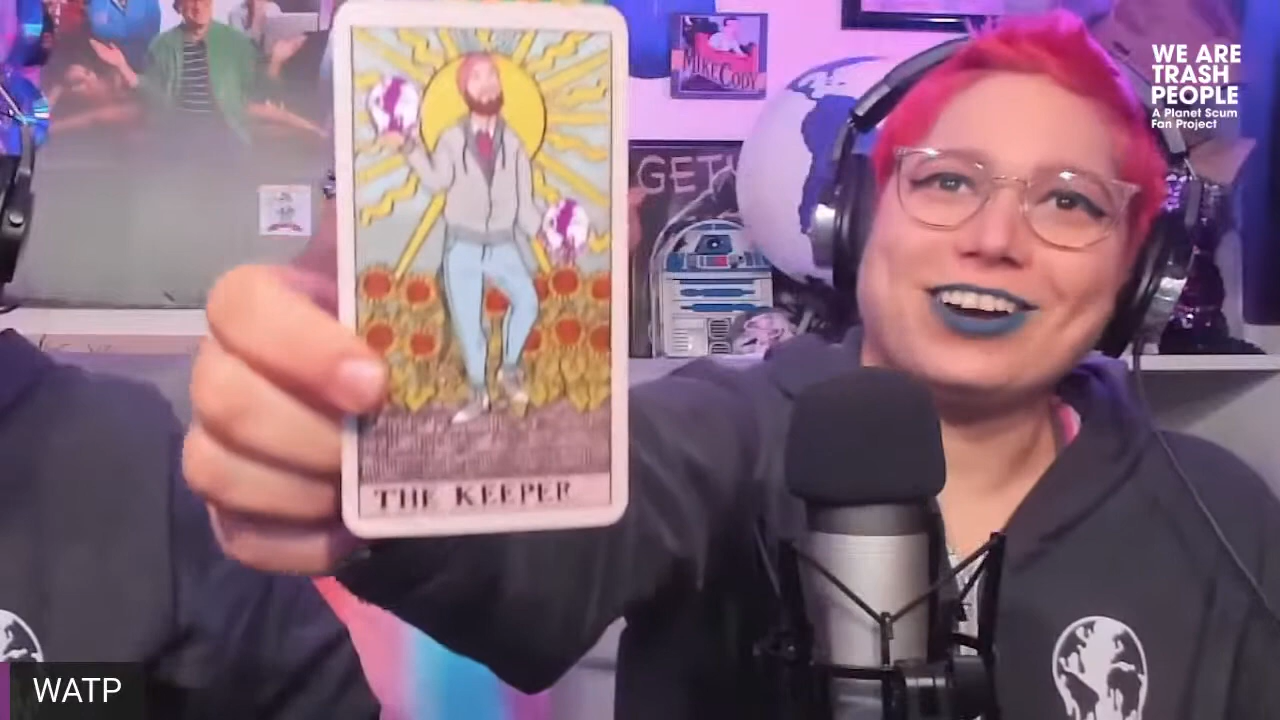 WE ARE
TRASH
PEOPLE
A Planet Scum
Fan Project
MIKE CODY
GET
THE KEEPER
WATP